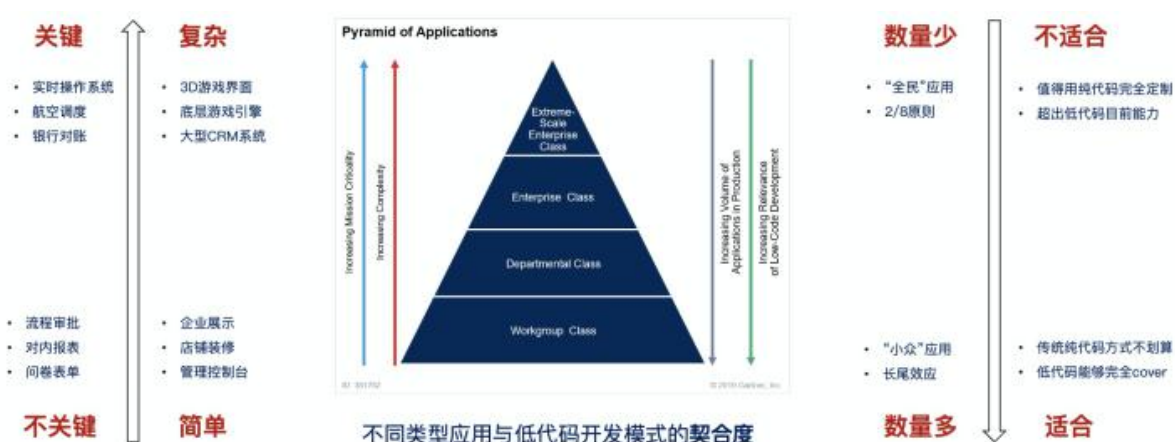 关键
复杂
• 实时操作系统
• 航空调度
• 银行对账
• 3D游戏界面
• 底层游戏引擎
• 大型CRM系统
• 流程审批
• 对内报表
• 问卷表单
• 企业展示
• 店铺装修
• 管理控制台
不关键
简单
Pyramid of Applications
Increasing Mission Criticality
Increasing Complexity
Extreme-
Scale
Enterprise
Class
Enterprise Class
Departmental Class
Workgroup Class
Increasing Volume of
Applications in Production
Increasing Relevance
of Low-Code Development
不同类型应用与低代码开发模式的契合度
数量少
不适合
• “全民”应用
• 2/8原则
• 值得用纯代码完全定制
• 超出低代码目前能力
• “小众”应用
• 长尾效应
• 传统纯代码方式不划算
• 低代码能够完全cover
数量多
适合